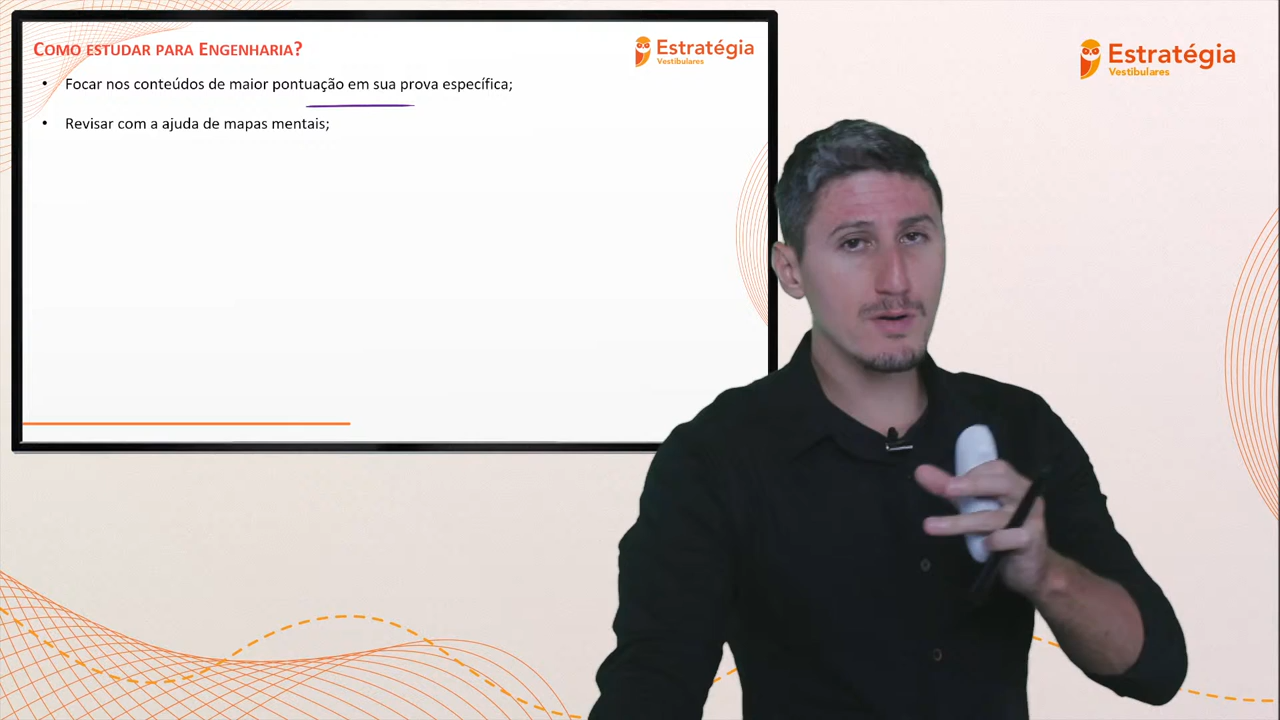 COMO ESTUDAR PARA ENGENHARIA?
Estratégia
Vestibulares
• Focar nos conteúdos de maior pontuação em sua prova específica;
• Revisar com a ajuda de mapas mentais;
Estratégia
Vestibulares